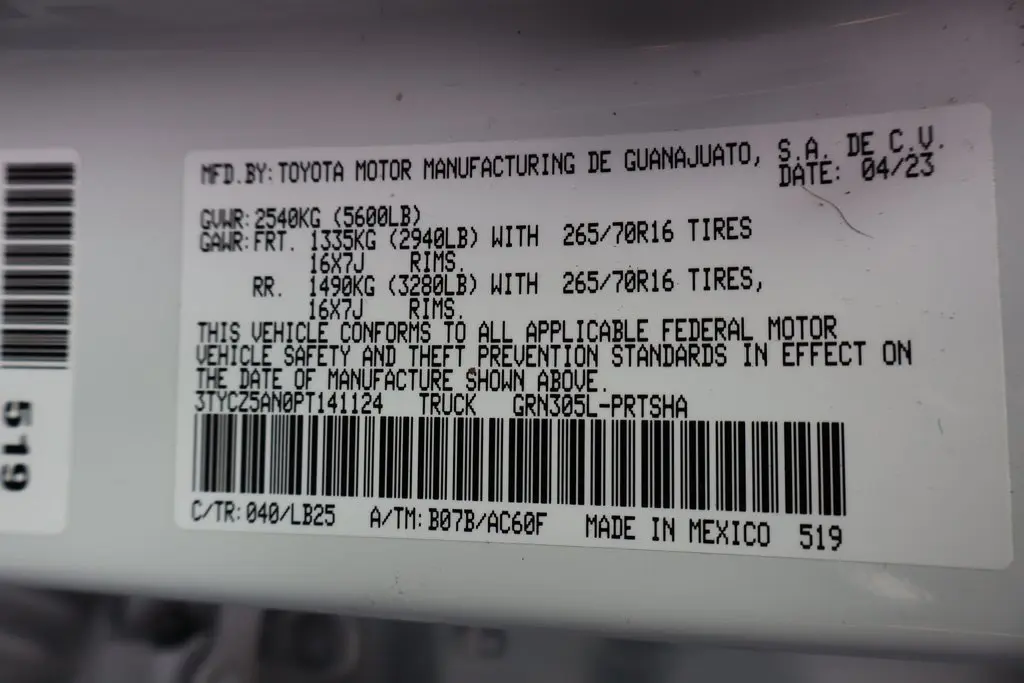 MFD.BY:TOYOTA MOTOR MANUFACTURING DE GUANAJUATO, S.A. DE C.V.
DATE: 04/23
GVWR:2540KG (5600LB)
GAWR:FRT. 1335KG (2940LB) WITH 265/70R16 TIRES
16X7J RIMS.
RR. 1490KG (3280LB) WITH 265/70R16 TIRES,
16X7J RIMS.
THIS VEHICLE CONFORMS TO ALL APPLICABLE FEDERAL MOTOR
VEHICLE SAFETY AND THEFT PREVENTION STANDARDS IN EFFECT ON
THE DATE OF MANUFACTURE SHOWN ABOVE.
3TYCZ5AN0PT141124 TRUCK GRN305L-PRTSHA
C/TR:040/LB25 A/TM:B07B/AC60F MADE IN MEXICO 519
519